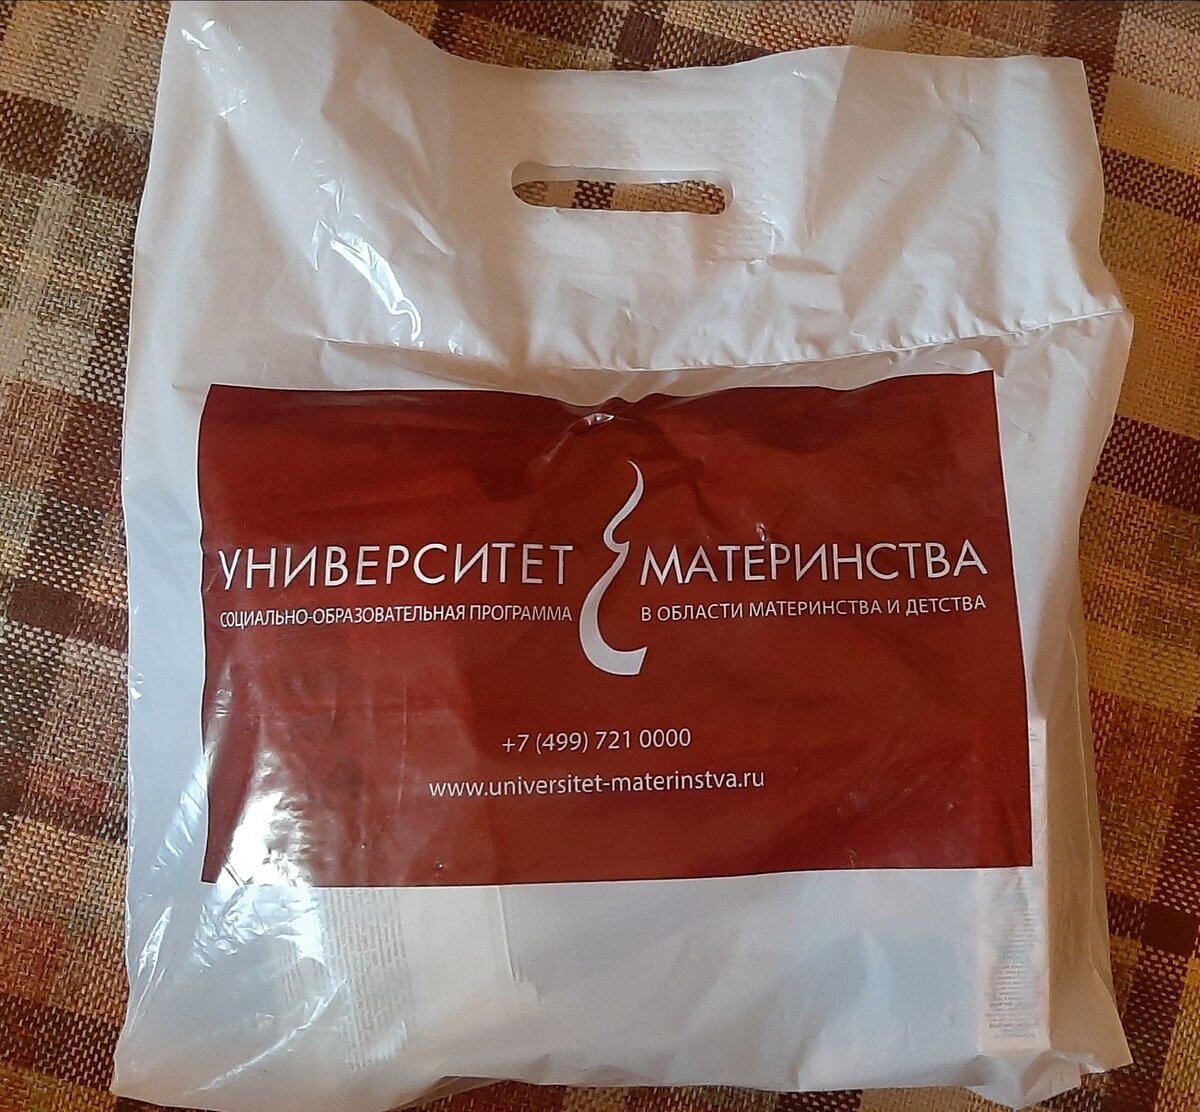 УНИВЕРСИТЕТ МАТЕРИНСТВА
СОЦИАЛЬНО-ОБРАЗОВАТЕЛЬНАЯ ПРОГРАММА В ОБЛАСТИ МАТЕРИНСТВА И ДЕТСТВА
+7 (499) 721 0000
www.universitet-materinstva.ru